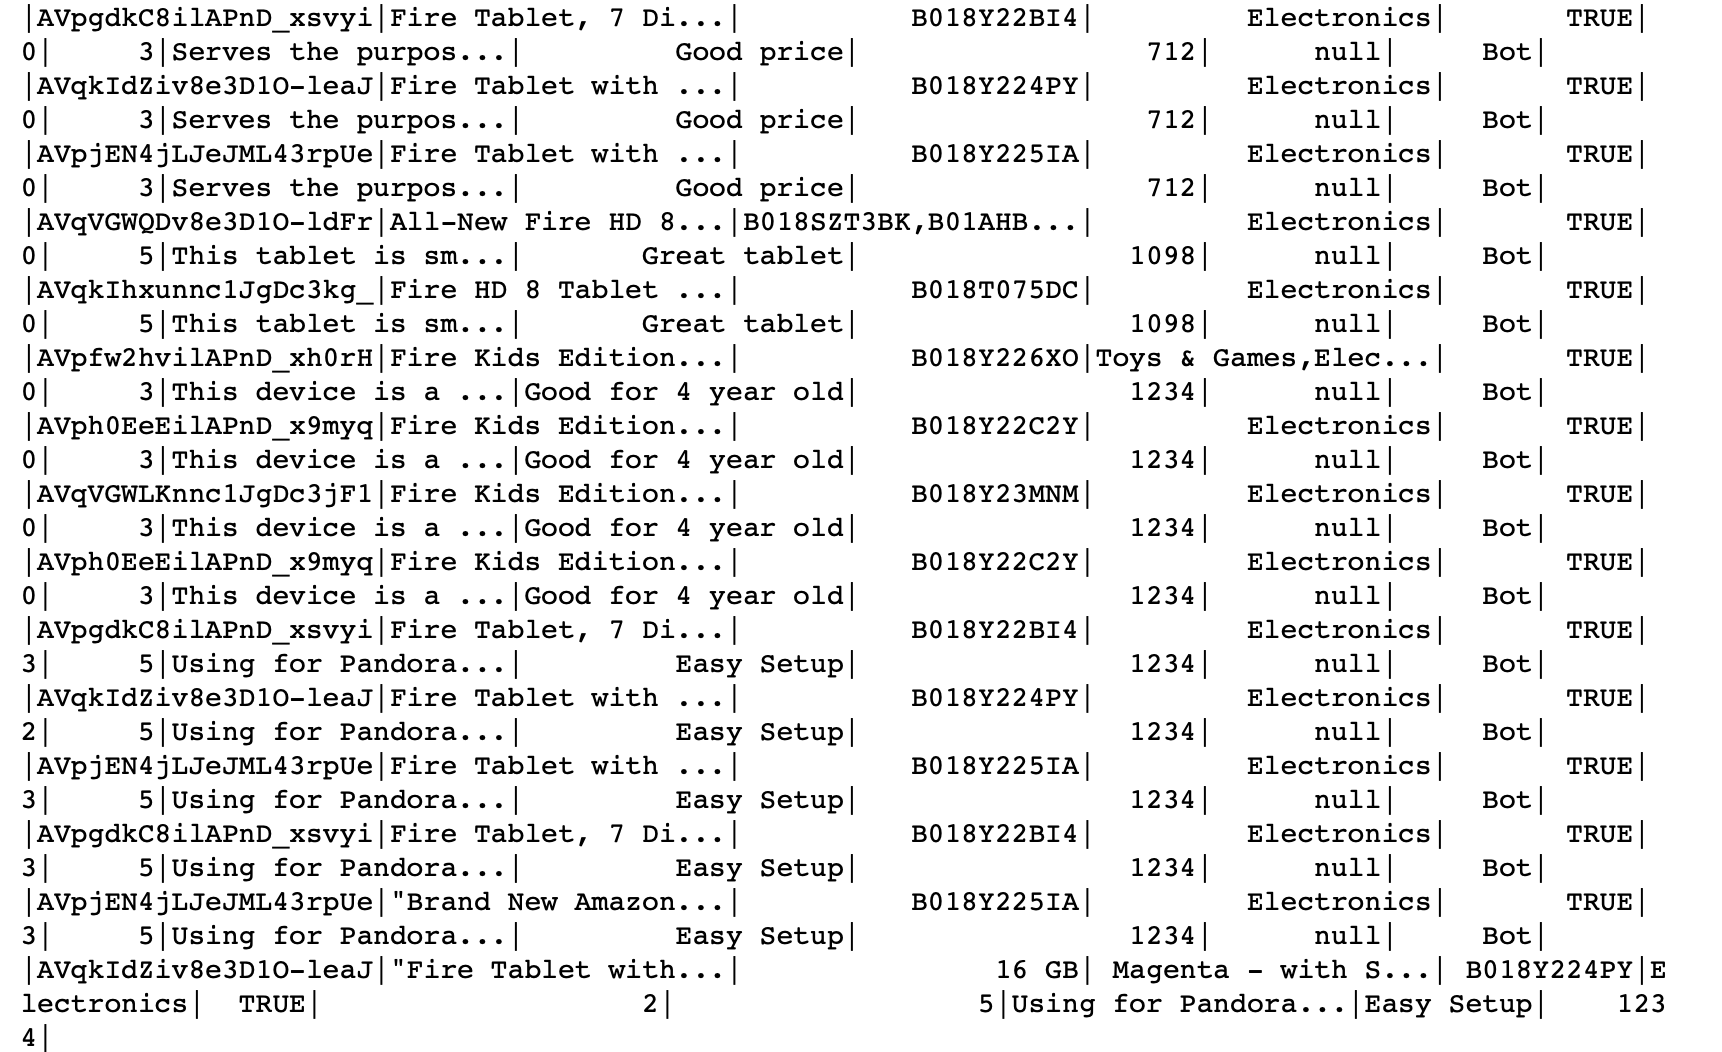 |AVpgdkC8ilAPnD_xsvyi|Fire Tablet, 7 Di...|          B018Y22BI4|         Electronics|       TRUE|
0|      3|Serves the purpos...|         Good price|                 712|      null|     Bot|
|AVqkIdZiv8e3D1O-leaJ|Fire Tablet with ...|          B018Y224PY|         Electronics|       TRUE|
0|      3|Serves the purpos...|         Good price|                 712|      null|     Bot|
|AVpjEN4jLJeJML43rpUe|Fire Tablet with ...|          B018Y225IA|         Electronics|       TRUE|
0|      3|Serves the purpos...|         Good price|                 712|      null|     Bot|
|AVqVGWQDv8e3D1O-ldFr|All-New Fire HD 8...|B018SZT3BK,B01AHB...|         Electronics|       TRUE|
0|      5|This tablet is sm...|       Great tablet|                1098|      null|     Bot|
|AVqkIhxunnc1JgDc3kg_|Fire HD 8 Tablet ...|          B018T075DC|         Electronics|       TRUE|
0|      5|This tablet is sm...|       Great tablet|                1098|      null|     Bot|
|AVpfw2hvilAPnD_xh0rH|Fire Kids Edition...|          B018Y226XO|Toys & Games,Elec...|       TRUE|
0|      3|This device is a ...|Good for 4 year old|                1234|      null|     Bot|
|AVph0EeEilAPnD_x9myq|Fire Kids Edition...|          B018Y22C2Y|         Electronics|       TRUE|
0|      3|This device is a ...|Good for 4 year old|                1234|      null|     Bot|
|AVqVGWLKnnc1JgDc3jF1|Fire Kids Edition...|          B018Y23MNM|         Electronics|       TRUE|
0|      3|This device is a ...|Good for 4 year old|                1234|      null|     Bot|
|AVph0EeEilAPnD_x9myq|Fire Kids Edition...|          B018Y22C2Y|         Electronics|       TRUE|
0|      3|This device is a ...|Good for 4 year old|                1234|      null|     Bot|
|AVpgdkC8ilAPnD_xsvyi|Fire Tablet, 7 Di...|          B018Y22BI4|         Electronics|       TRUE|
3|      5|Using for Pandora...|         Easy Setup|                1234|      null|     Bot|
|AVqkIdZiv8e3D1O-leaJ|Fire Tablet with ...|          B018Y224PY|         Electronics|       TRUE|
2|      5|Using for Pandora...|         Easy Setup|                1234|      null|     Bot|
|AVpjEN4jLJeJML43rpUe|Fire Tablet with ...|          B018Y225IA|         Electronics|       TRUE|
3|      5|Using for Pandora...|         Easy Setup|                1234|      null|     Bot|
|AVpgdkC8ilAPnD_xsvyi|Fire Tablet, 7 Di...|          B018Y22BI4|         Electronics|       TRUE|
3|      5|Using for Pandora...|         Easy Setup|                1234|      null|     Bot|
|AVpjEN4jLJeJML43rpUe|"Brand New Amazon...|          B018Y225IA|         Electronics|       TRUE|
3|      5|Using for Pandora...|         Easy Setup|                1234|      null|     Bot|
|AVqkIdZiv8e3D1O-leaJ|"Fire Tablet with...|               16 GB| Magenta - with S...| B018Y224PY|E
lectronics|  TRUE|                    2|                  5|Using for Pandora...|Easy Setup|    123
4|